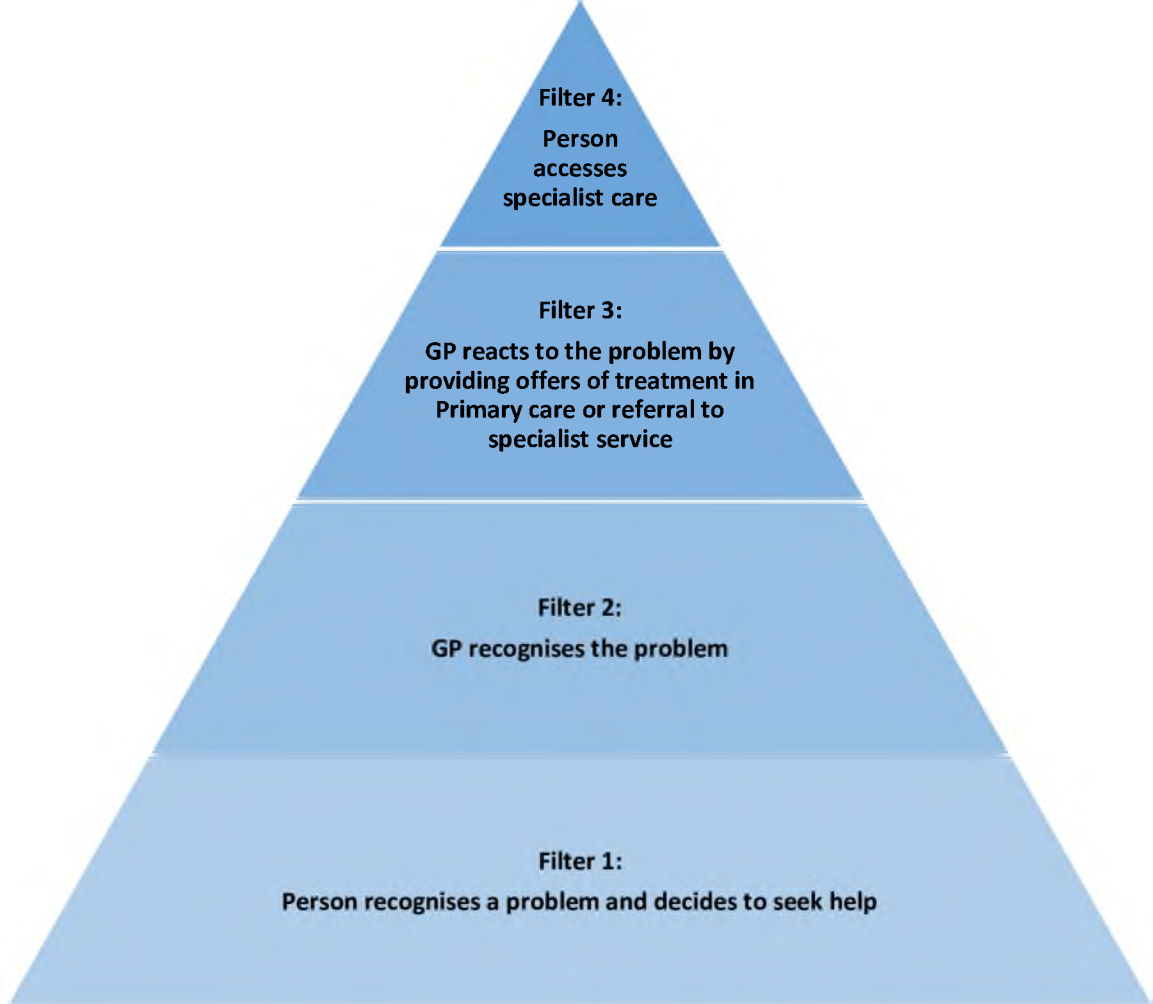 Filter 4:
Person
accesses
specialist care
Filter 3:
GP reacts to the problem by
providing offers of treatment in
Primary care or referral to
specialist service
Filter 2:
GP recognises the problem
Filter 1:
Person recognises a problem and decides to seek help